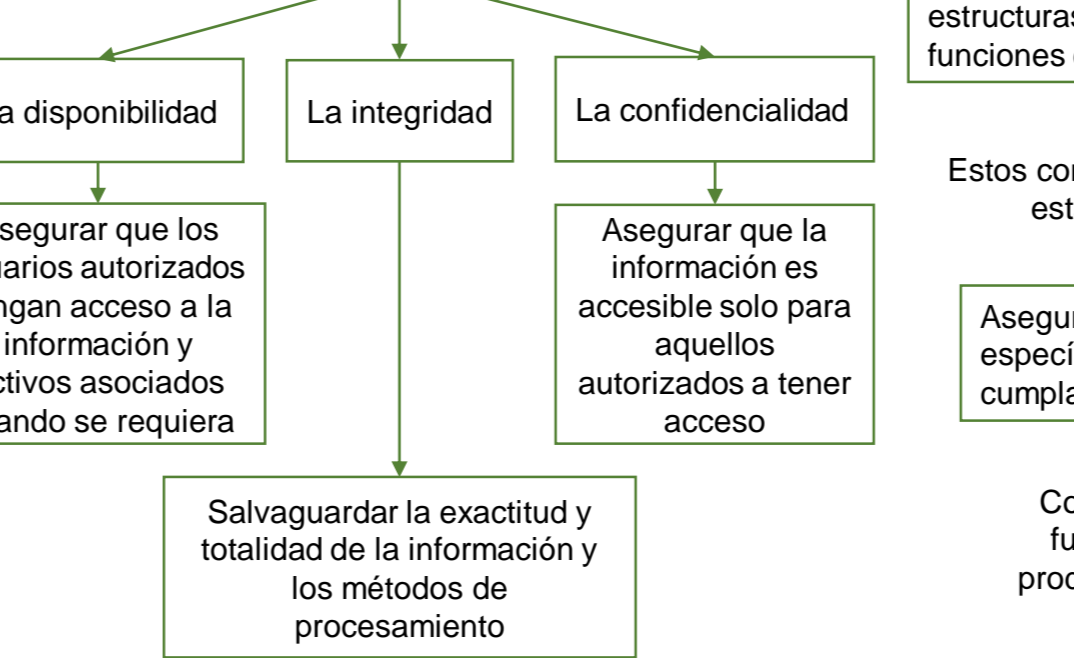 a disponibilidad
La integridad
La confidencialidad
segurar que los
uarios autorizados
ngan acceso a la
información y
ctivos asociados
ando se requiera
Asegurar que la
información es
accesible solo para
aquellos
autorizados a tener
acceso
Salvaguardar la exactitud y
totalidad de la información y
los métodos de
procesamiento
estructuras
funciones
Estos co
est
Asegu
especí
cumpla
Co
fu
proc